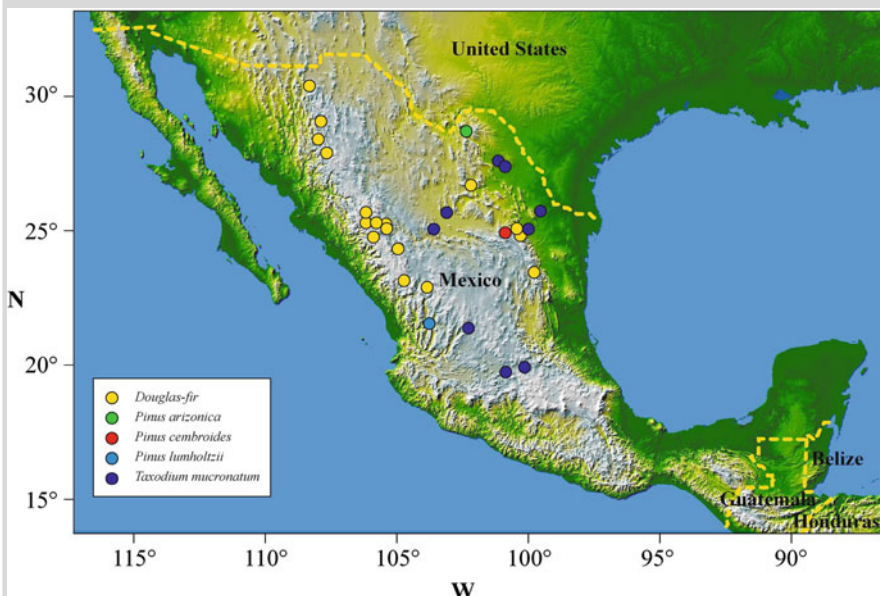 United States
30°
25°
Mexico
N
20°
Douglas-fir
Pinus arizonica
Pinus cembroides
Pinus lumholtzii
Taxodium mucronatum
Belize
15°
Guatemala
Honduras
115° 110° 105° 100° 95° 90°
W